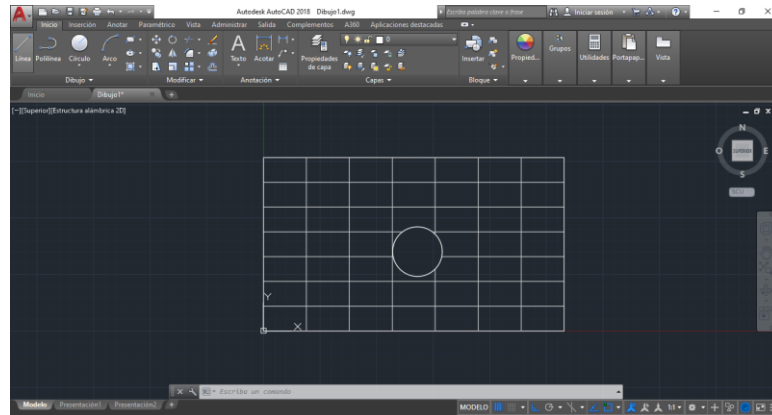 Autodesk AutoCAD 2018 Dibujo1.dwg
Escriba palabra clave o frase
Iniciar sesión
Inicio Inserción Anotar Paramétrico Vista Administrar Salida Complementos A360 Aplicaciones destacadas
Línea Polilínea Círculo Arco
Texto Acotar
Propiedades
de capa
0
Insertar
Propied...
Grupos
Utilidades
Portapap...
Vista
Dibujo Modificar Anotación Capas Bloque
Inicio Dibujo1*
[-][Superior][Estructura alámbrica 2D]
N
O SUPERIOR E
S
SCU
Y
X
Escriba un comando
Modelo Presentación1 Presentación2
MODELO 1:1